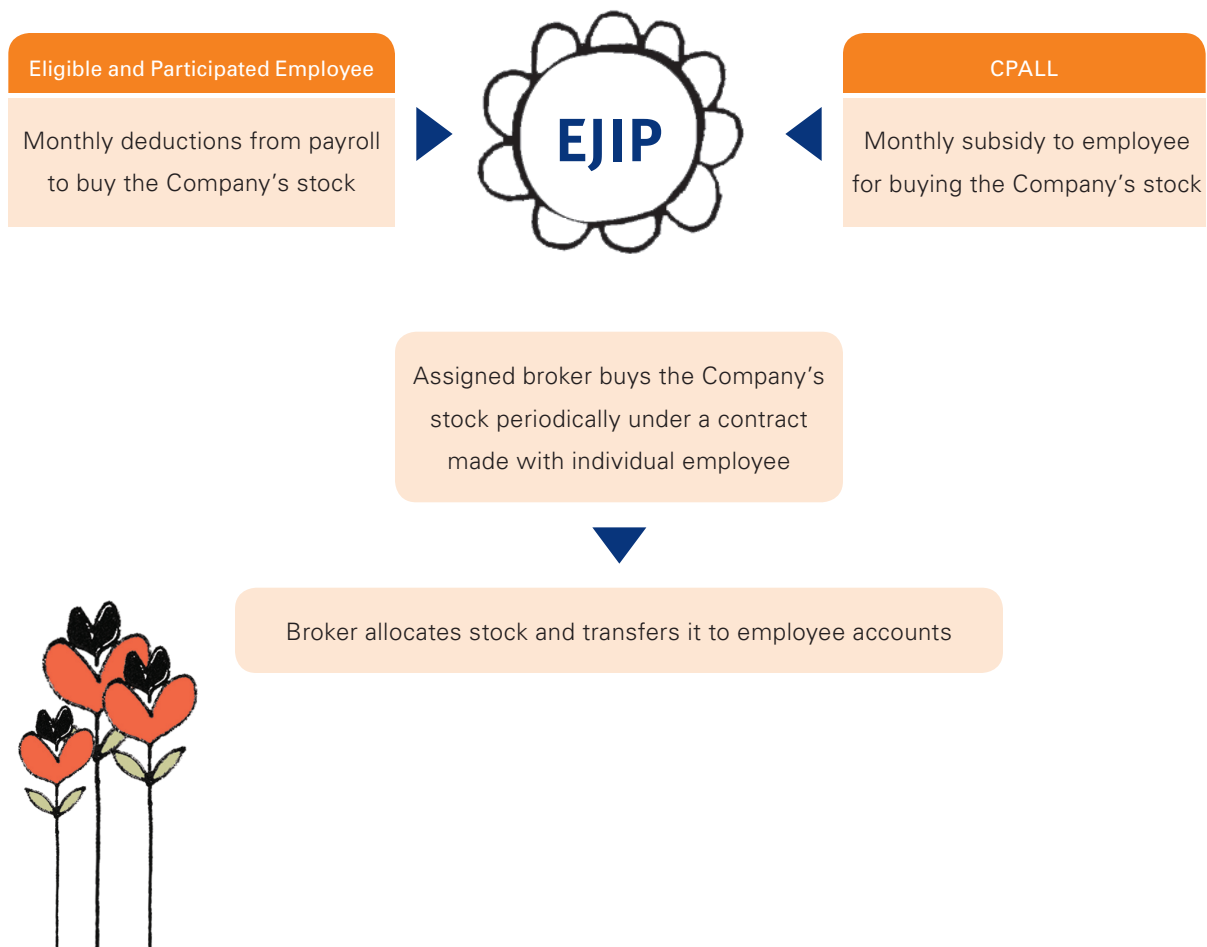 Eligible and Participated Employee
Monthly deductions from payroll
to buy the Company's stock
EJIP
CPALL
Monthly subsidy to employee
for buying the Company's stock
Assigned broker buys the Company's
stock periodically under a contract
made with individual employee
Broker allocates stock and transfers it to employee accounts